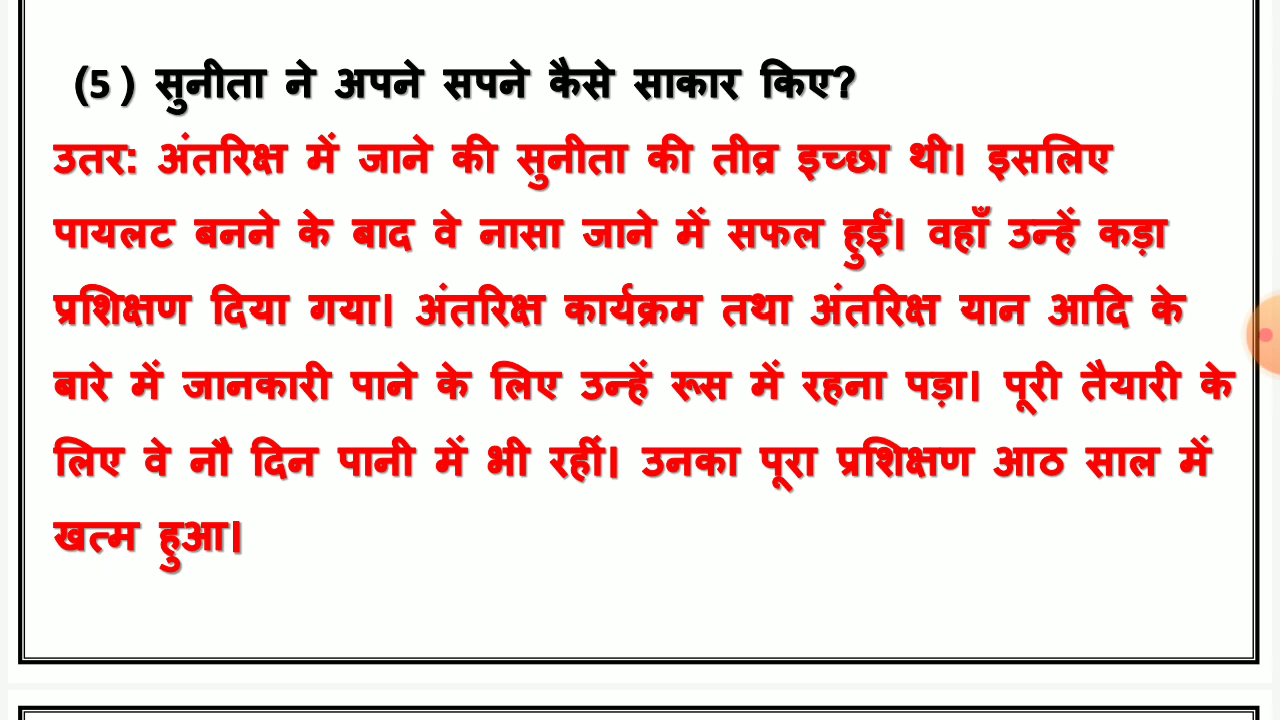 (5) सुनीता ने अपने सपने कैसे साकार किए?
उतर: अंतरिक्ष में जाने की सुनीता की तीव्र इच्छा थी। इसलिए
पायलट बनने के बाद वे नासा जाने में सफल हुईं। वहाँ उन्हें कड़ा
प्रशिक्षण दिया गया। अंतरिक्ष कार्यक्रम तथा अंतरिक्ष यान आदि के
बारे में जानकारी पाने के लिए उन्हें रूस में रहना पड़ा। पूरी तैयारी के
लिए वे नौ दिन पानी में भी रहीं। उनका पूरा प्रशिक्षण आठ साल में
खत्म हुआ।